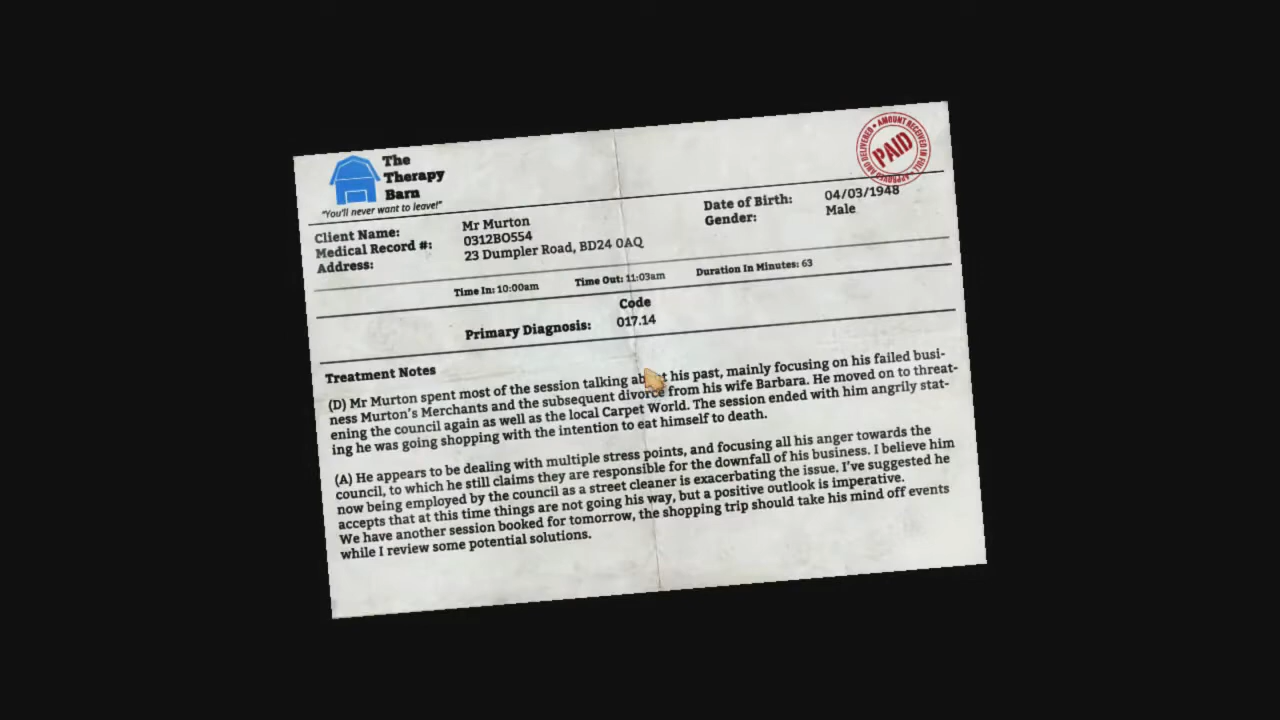 The
Therapy
Barn
"You'll never want to leave!"
AMOUNT RECEIVED IN FULL • APPROVED AND DELIVERED •
PAID
Client Name: Mr Murton Date of Birth: 04/03/1948
Medical Record #: 0312BO554 Gender: Male
Address: 23 Dumpler Road, BD24 0AQ
Time In: 10:00am Time Out: 11:03am Duration In Minutes: 63
Code
Primary Diagnosis: 017.14
Treatment Notes
(D) Mr Murton spent most of the session talking about his past, mainly focusing on his failed busi-
ness Murton's Merchants and the subsequent divorce from his wife Barbara. He moved on to threat-
ening the council again as well as the local Carpet World. The session ended with him angrily stat-
ing he was going shopping with the intention to eat himself to death.
(A) He appears to be dealing with multiple stress points, and focusing all his anger towards the
council, to which he still claims they are responsible for the downfall of his business. I believe him
now being employed by the council as a street cleaner is exacerbating the issue. I've suggested he
accepts that at this time things are not going his way, but a positive outlook is imperative.
We have another session booked for tomorrow, the shopping trip should take his mind off events
while I review some potential solutions.